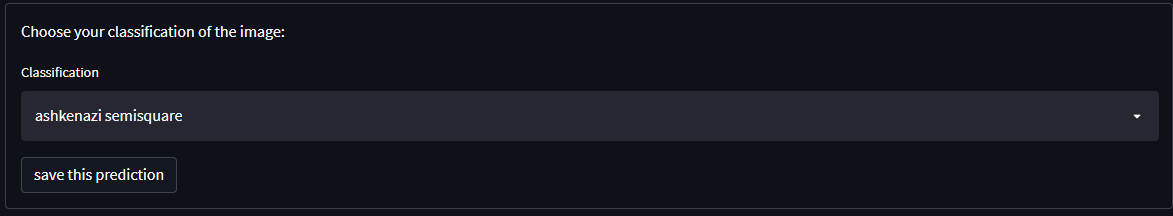 Choose your classification of the image:
Classification
ashkenazi semisquare
save this prediction